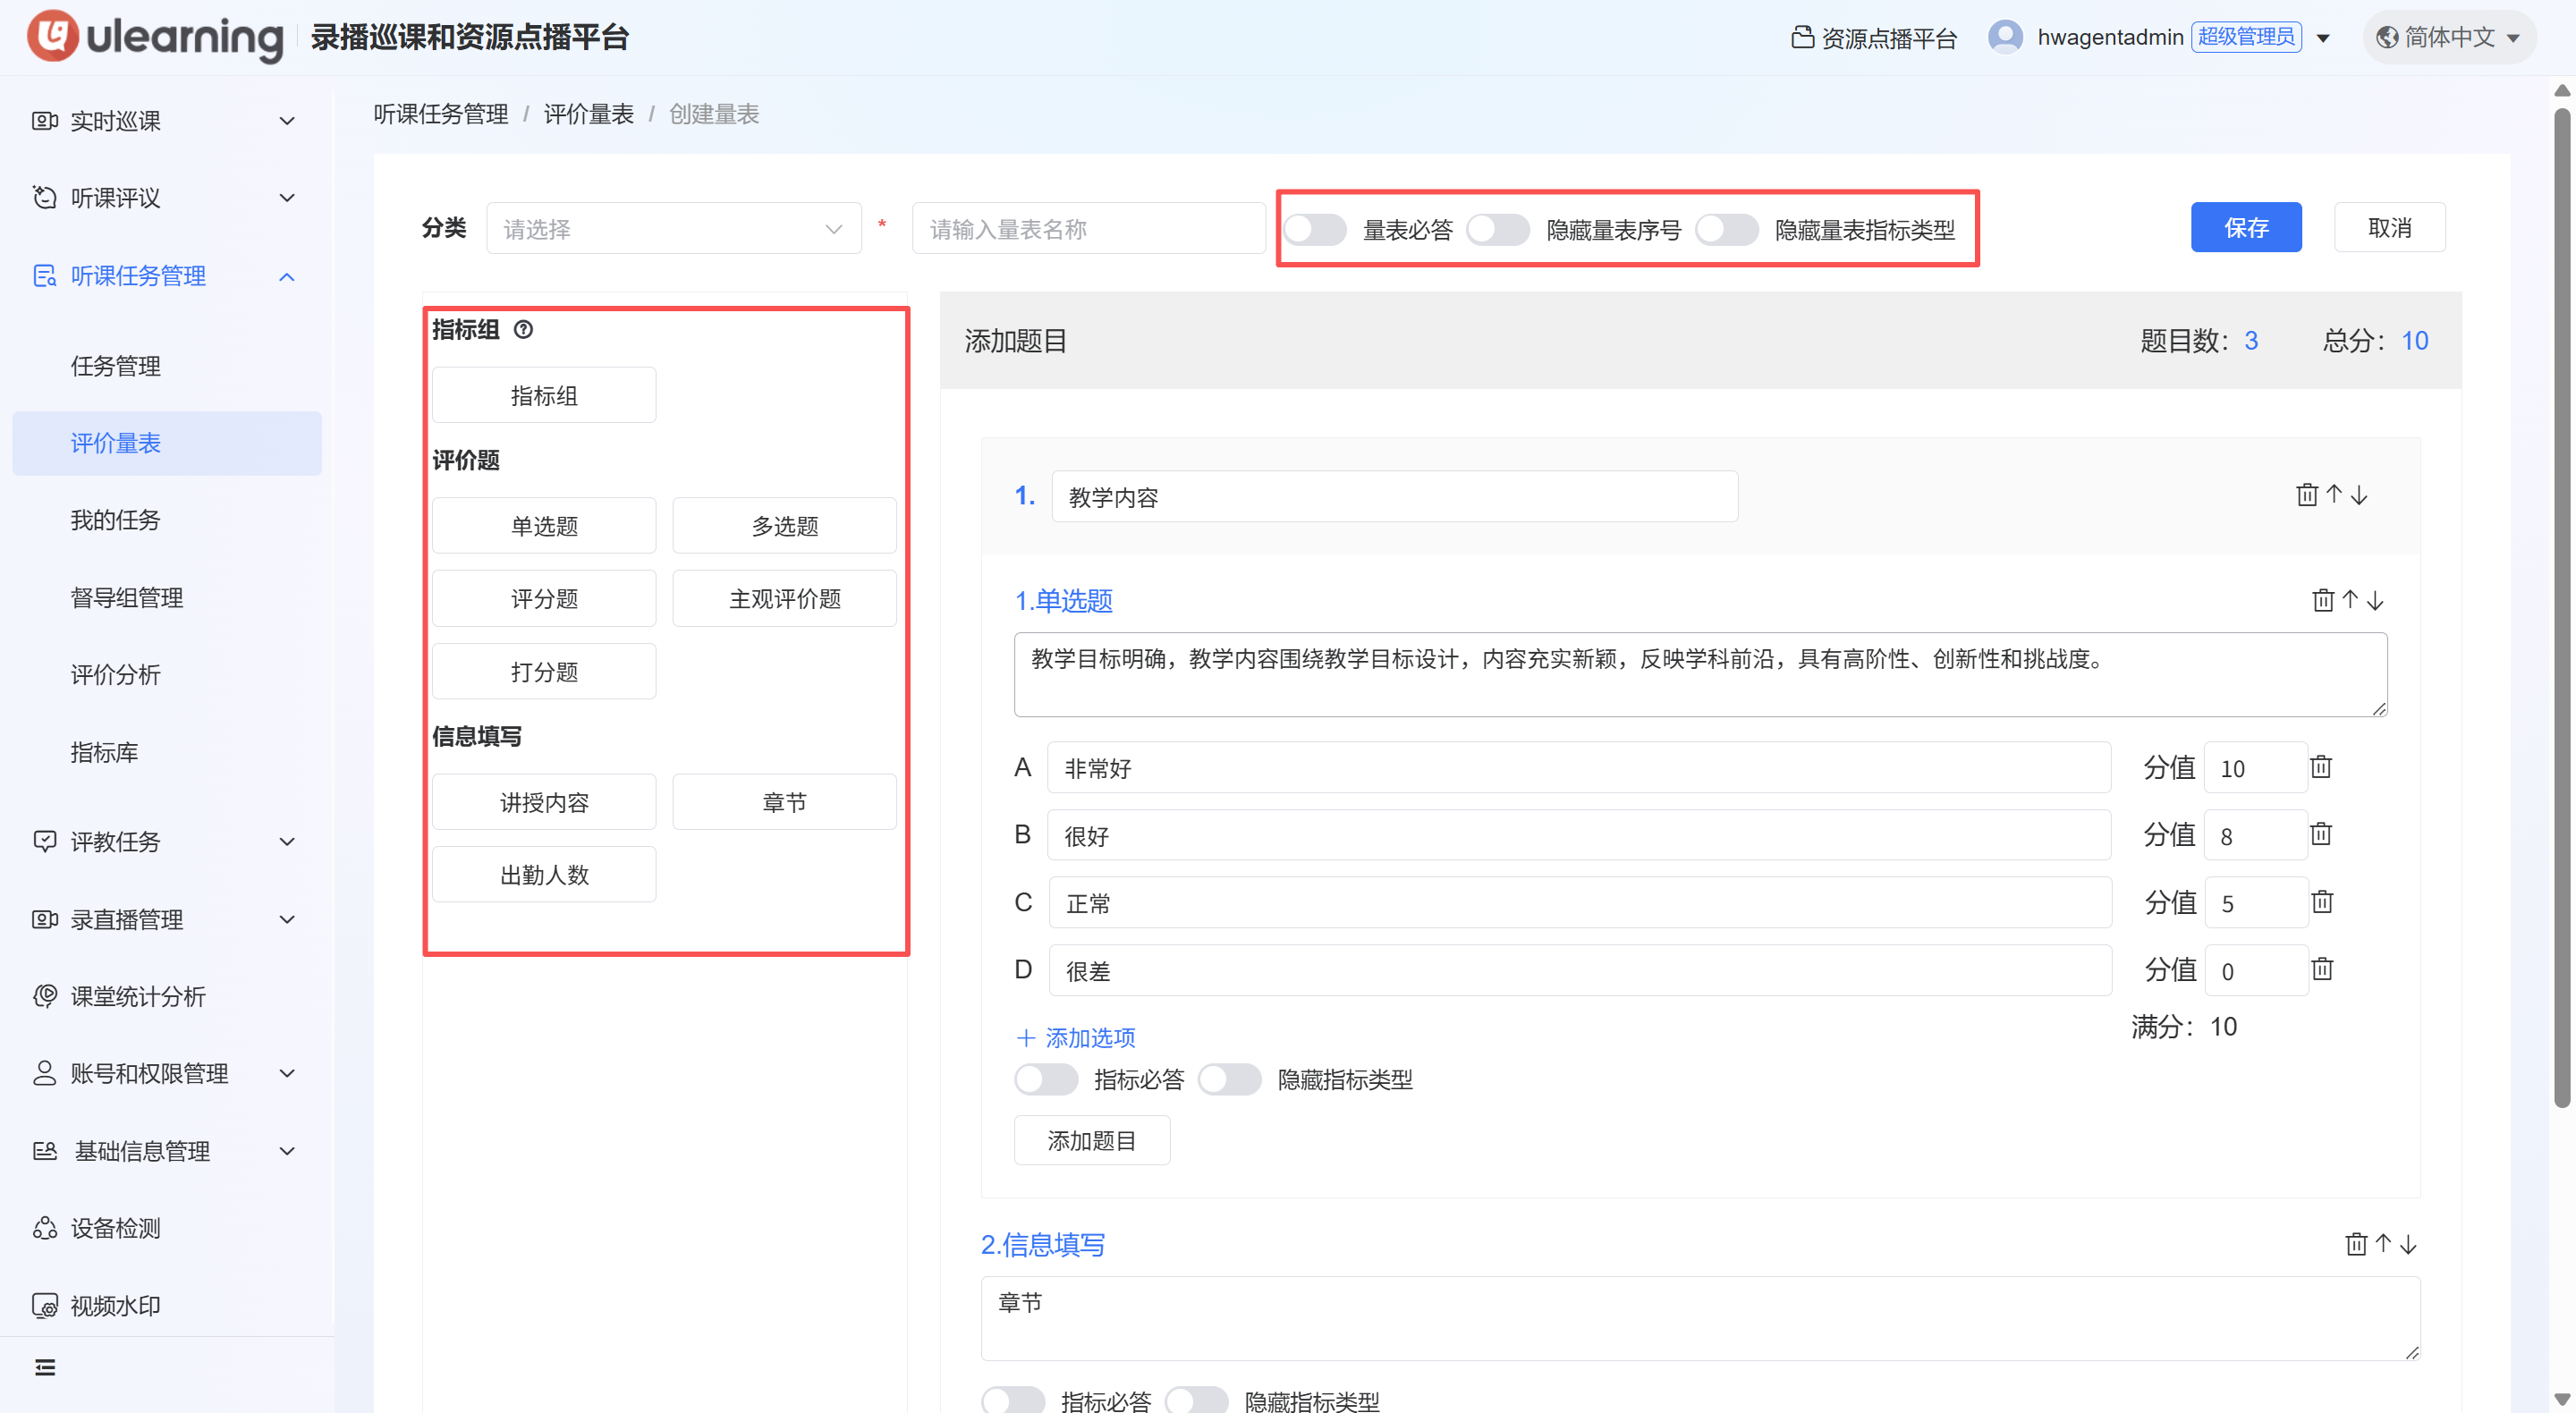 ulearning 录播巡课和资源点播平台
资源点播平台 hwagentadmin 超级管理员 简体中文
实时巡课
听课评议
听课任务管理
任务管理
评价量表
我的任务
督导组管理
评价分析
指标库
评教任务
录直播管理
课堂统计分析
账号和权限管理
基础信息管理
设备检测
视频水印
听课任务管理 / 评价量表 / 创建量表
分类 请选择 * 请输入量表名称 量表必答 隐藏量表序号 隐藏量表指标类型 保存 取消
指标组
指标组
评价题
单选题 多选题
评分题 主观评价题
打分题
信息填写
讲授内容 章节
出勤人数
添加题目 题目数：3 总分：10
1. 教学内容
1.单选题
教学目标明确，教学内容围绕教学目标设计，内容充实新颖，反映学科前沿，具有高阶性、创新性和挑战度。
A 非常好 分值 10
B 很好 分值 8
C 正常 分值 5
D 很差 分值 0
添加选项 满分：10
指标必答 隐藏指标类型
添加题目
2.信息填写
章节
指标必答 隐藏指标类型